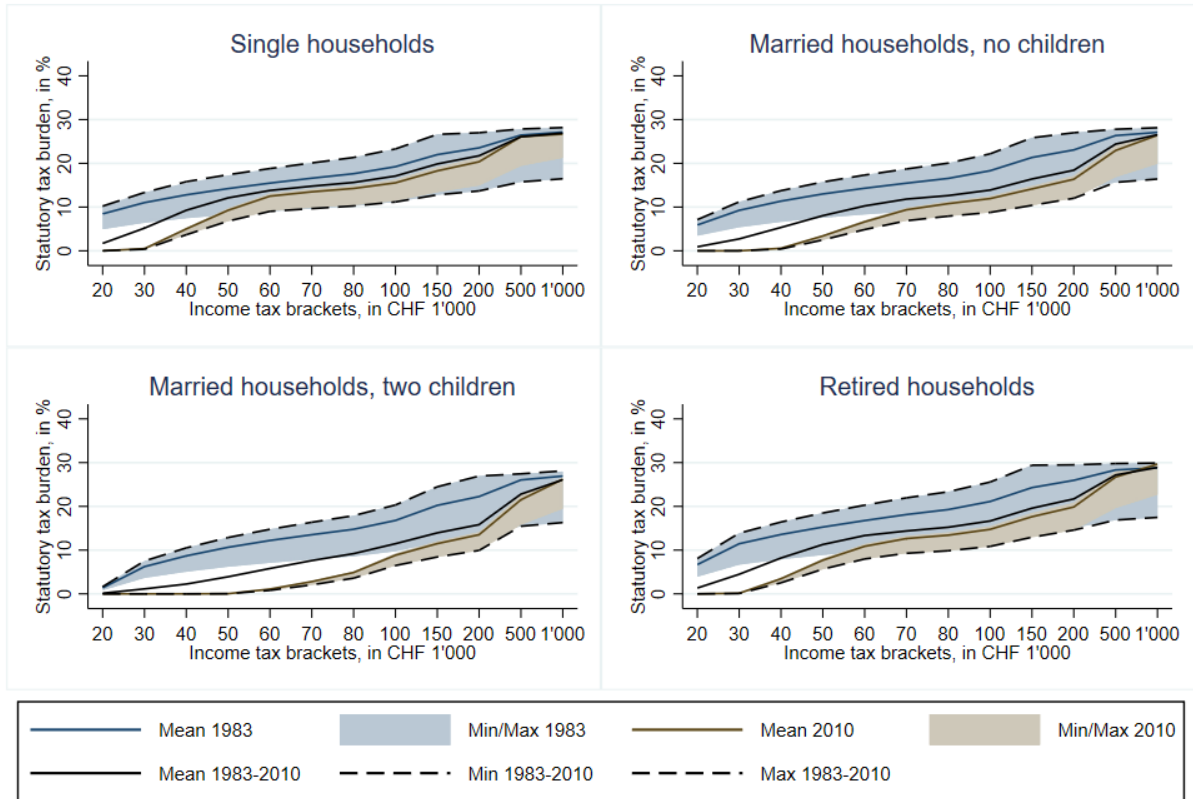 Single households
Statutory tax burden, in %
40
30
20
10
0
20 30 40 50 60 70 80 100 150 200 500 1'000
Income tax brackets, in CHF 1'000
Married households, no children
Statutory tax burden, in %
40
30
20
10
0
20 30 40 50 60 70 80 100 150 200 500 1'000
Income tax brackets, in CHF 1'000
Married households, two children
Statutory tax burden, in %
40
30
20
10
0
20 30 40 50 60 70 80 100 150 200 500 1'000
Income tax brackets, in CHF 1'000
Retired households
Statutory tax burden, in %
40
30
20
10
0
20 30 40 50 60 70 80 100 150 200 500 1'000
Income tax brackets, in CHF 1'000
Mean 1983 Min/Max 1983 Mean 2010 Min/Max 2010
Mean 1983-2010 Min 1983-2010 Max 1983-2010